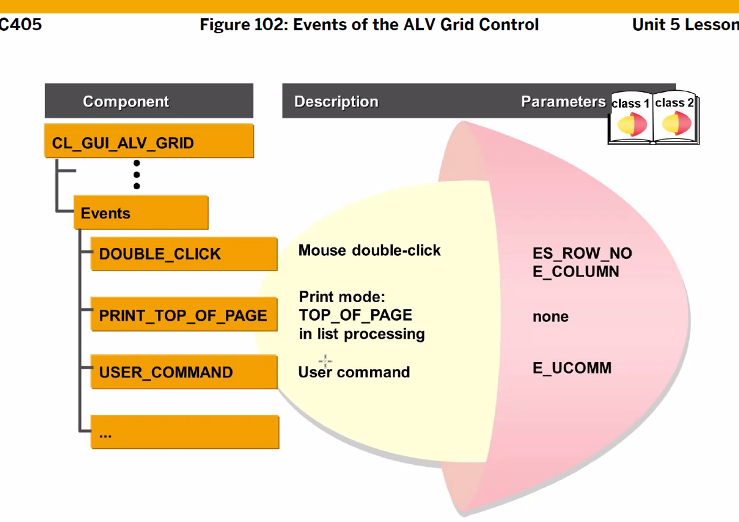 C405
Figure 102: Events of the ALV Grid Control
Unit 5 Lesson
Component
Description
Parameters
class 1
class 2
CL_GUI_ALV_GRID
Events
DOUBLE_CLICK
Mouse double-click
ES_ROW_NO
E_COLUMN
PRINT_TOP_OF_PAGE
Print mode:
TOP_OF_PAGE
in list processing
none
USER_COMMAND
User command
E_UCOMM
...